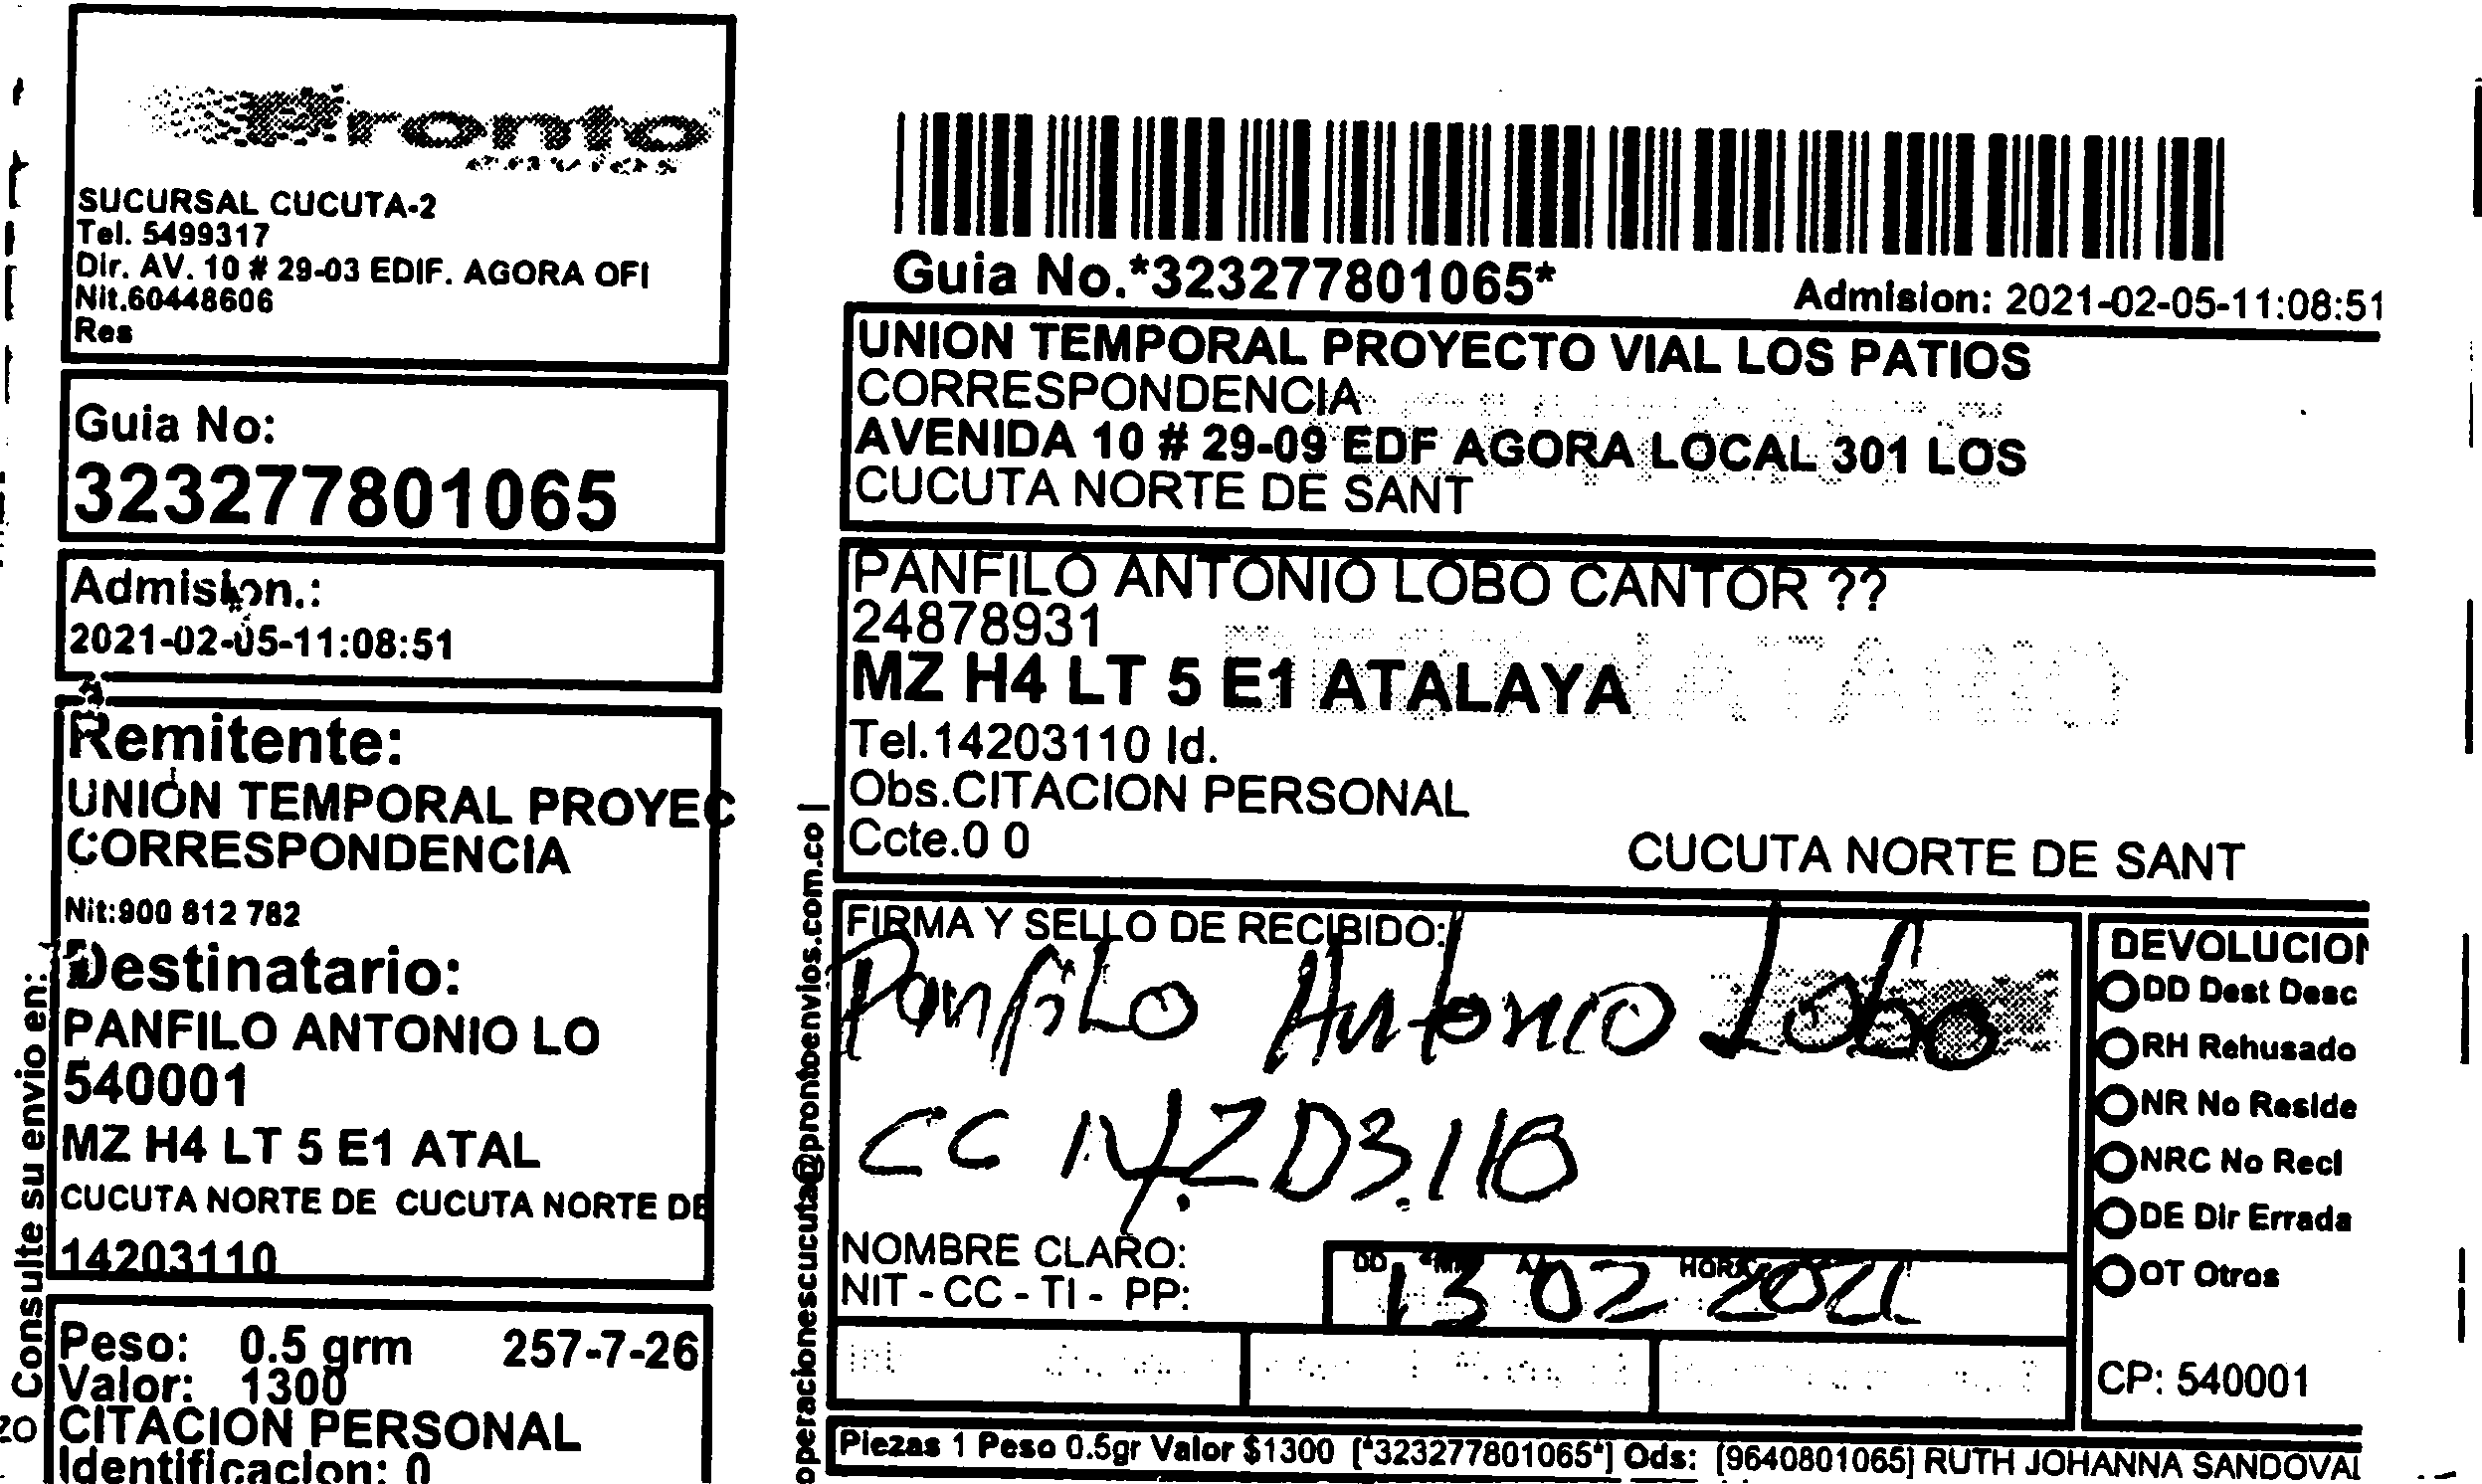 Pronto
SUCURSAL CUCUTA-2
Tel. 5499317
Dir. AV. 10 # 29-03 EDIF. AGORA OFI
Nit.60448606
Res
Guia No:
323277801065
Admision.:
2021-02-05-11:08:51
Remitente:
UNION TEMPORAL PROYEC
CORRESPONDENCIA
Nit:900 812 782
Destinatario:
PANFILO ANTONIO LO
540001
MZ H4 LT 5 E1 ATAL
CUCUTA NORTE DE CUCUTA NORTE DE
14203110
Peso: 0.5 grm 257-7-26
Valor: 1300
CITACION PERSONAL
Identificacion: 0
Consulte su envio en:
operacionescucuta@prontoenvios.com.co |
Guia No.*323277801065*
Admision: 2021-02-05-11:08:51
UNION TEMPORAL PROYECTO VIAL LOS PATIOS
CORRESPONDENCIA
AVENIDA 10 # 29-09 EDF AGORA LOCAL 301 LOS
CUCUTA NORTE DE SANT
PANFILO ANTONIO LOBO CANTOR ??
24878931
MZ H4 LT 5 E1 ATALAYA
Tel.14203110 Id.
Obs.CITACION PERSONAL
Ccte.0 0
CUCUTA NORTE DE SANT
FIRMA Y SELLO DE RECIBIDO:
Panfilo Antonio Lobo
CC 14.203.110
NOMBRE CLARO:
NIT - CC - TI - PP:
DD MM AA HORA
13 02 2021
DEVOLUCION
DD Dest Desc
RH Rehusado
NR No Reside
NRC No Recl
DE Dir Errada
OT Otros
CP: 540001
Piezas 1 Peso 0.5gr Valor $1300 [*323277801065*] Ods: [9640801065] RUTH JOHANNA SANDOVAL